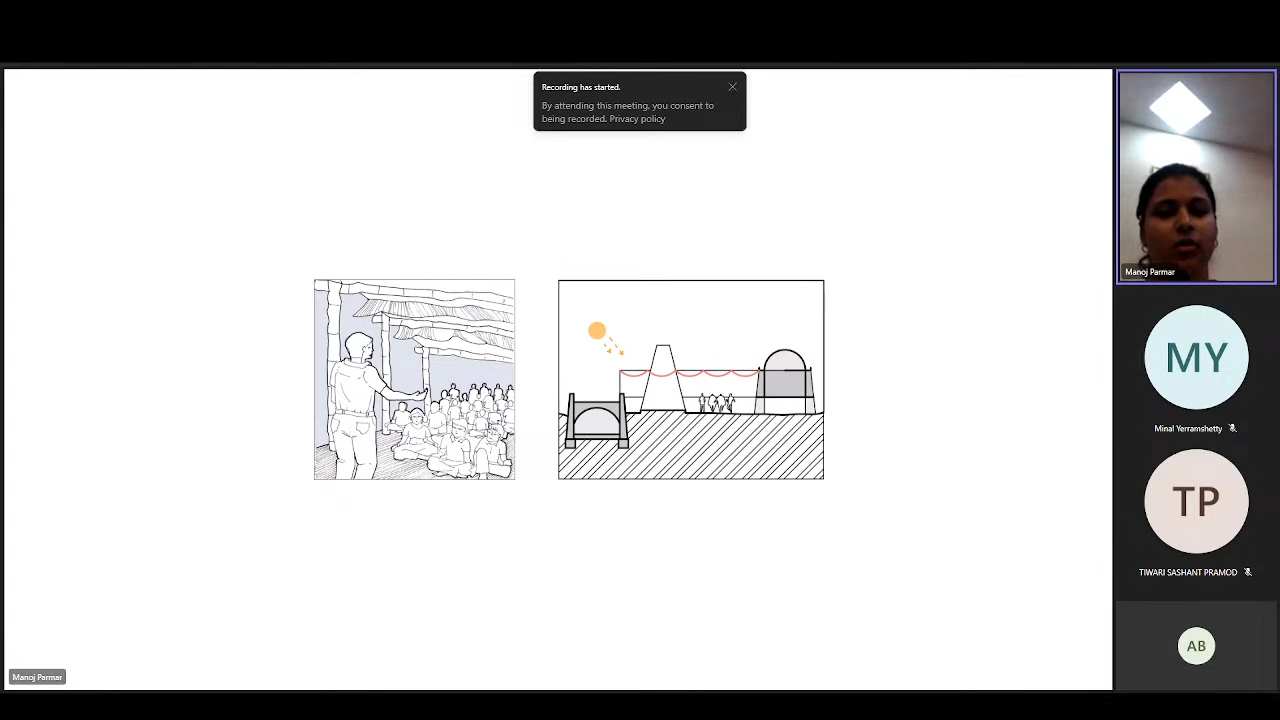 Recording has started.
By attending this meeting, you consent to
being recorded. Privacy policy
Manoj Parmar
MY
Minal Yerramshetty
TP
TIWARI SASHANT PRAMOD
AB
Manoj Parmar